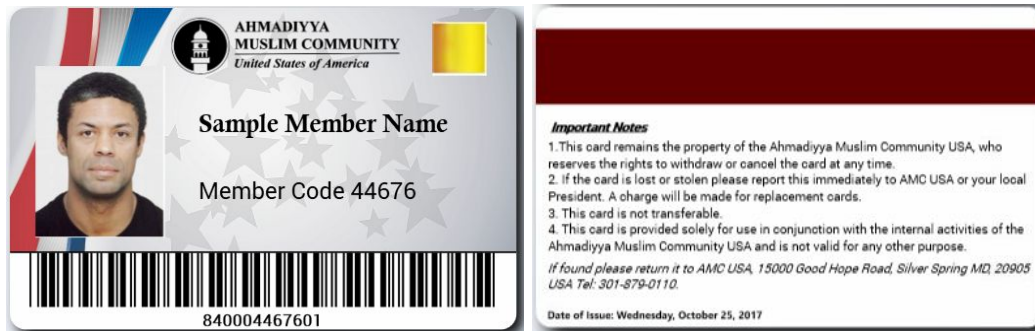 AHMADIYYA
MUSLIM COMMUNITY
United States of America
Sample Member Name
Member Code 44676
840004467601
Important Notes
1.This card remains the property of the Ahmadiyya Muslim Community USA, who
reserves the rights to withdraw or cancel the card at any time.
2. If the card is lost or stolen please report this immediately to AMC USA or your local
President. A charge will be made for replacement cards.
3. This card is not transferable.
4. This card is provided solely for use in conjunction with the internal activities of the
Ahmadiyya Muslim Community USA and is not valid for any other purpose.
If found please return it to AMC USA, 15000 Good Hope Road, Silver Spring MD, 20905
USA Tel: 301-879-0110.
Date of Issue: Wednesday, October 25, 2017